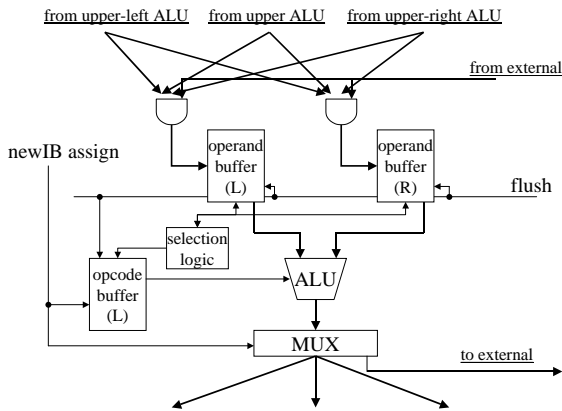 from upper-left ALU from upper ALU from upper-right ALU
from external
newIB assign
operand
buffer
(L)
operand
buffer
(R)
flush
selection
logic
opcode
buffer
(L)
ALU
MUX
to external